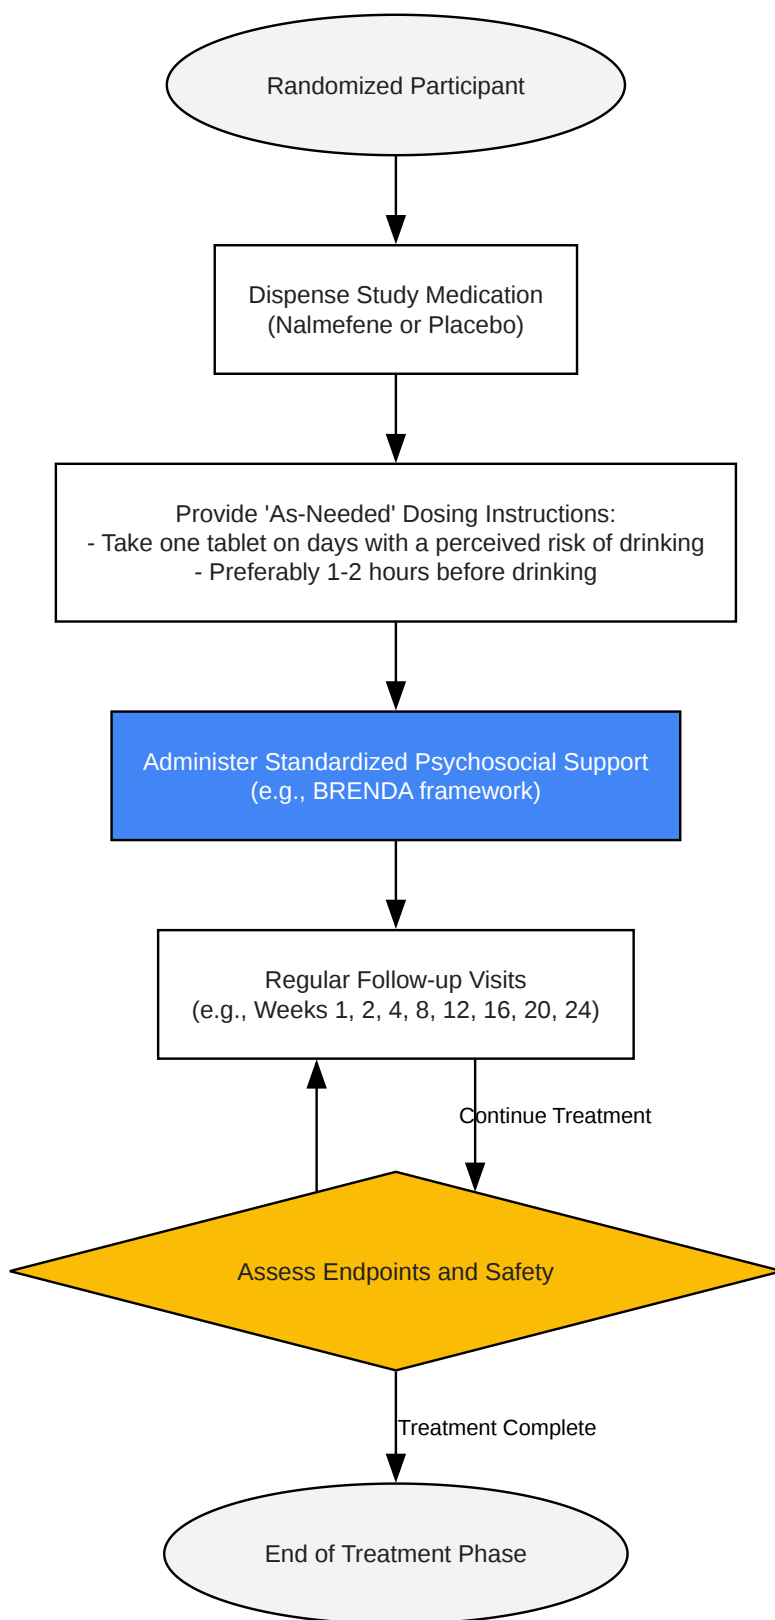 Randomized Participant
Dispense Study Medication
(Nalmefene or Placebo)
Provide 'As-Needed' Dosing Instructions:
- Take one tablet on days with a perceived risk of drinking
- Preferably 1-2 hours before drinking
Administer Standardized Psychosocial Support
(e.g., BRENDA framework)
Regular Follow-up Visits
(e.g., Weeks 1, 2, 4, 8, 12, 16, 20, 24)
Continue Treatment
Assess Endpoints and Safety
Treatment Complete
End of Treatment Phase